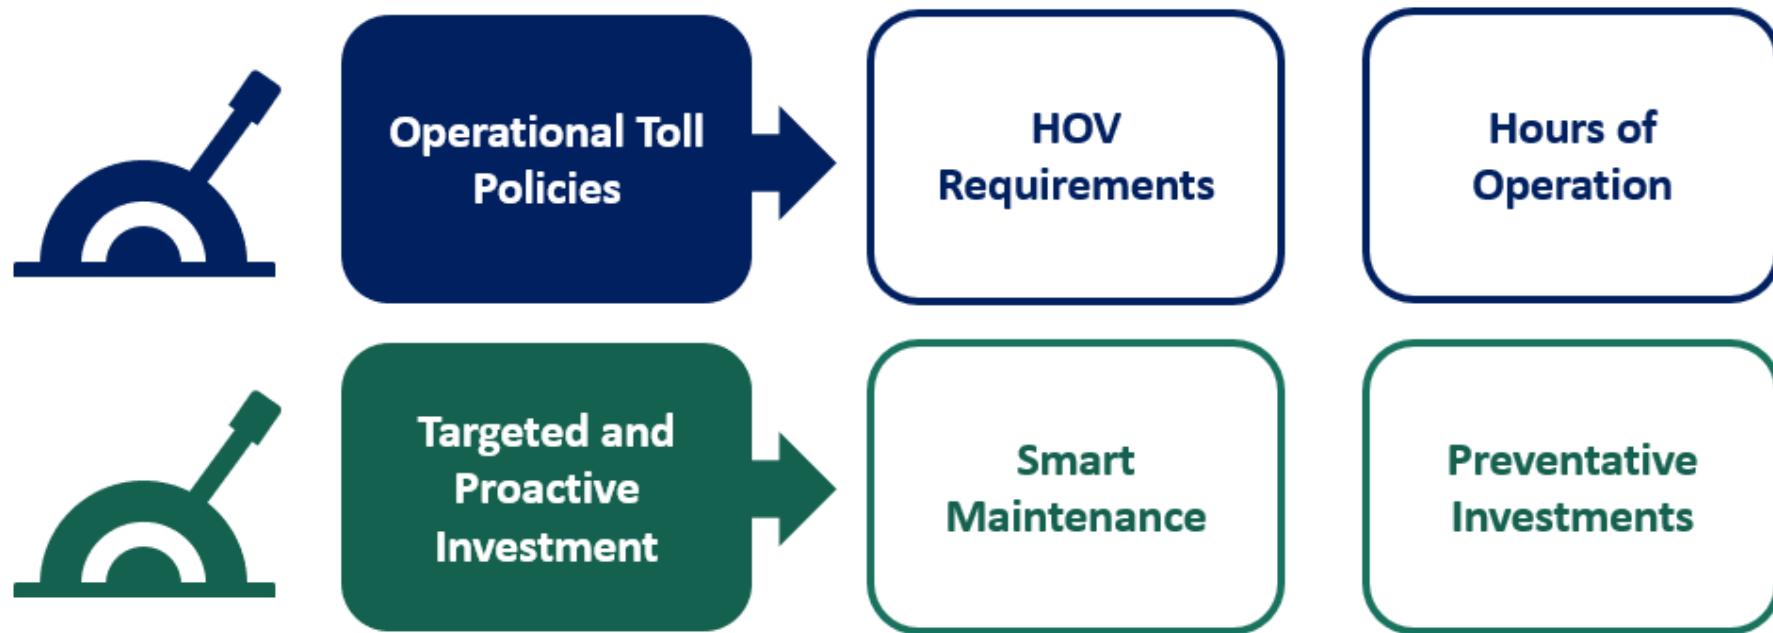 Operational Toll
Policies
HOV
Requirements
Hours of
Operation
Targeted and
Proactive
Investment
Smart
Maintenance
Preventative
Investments